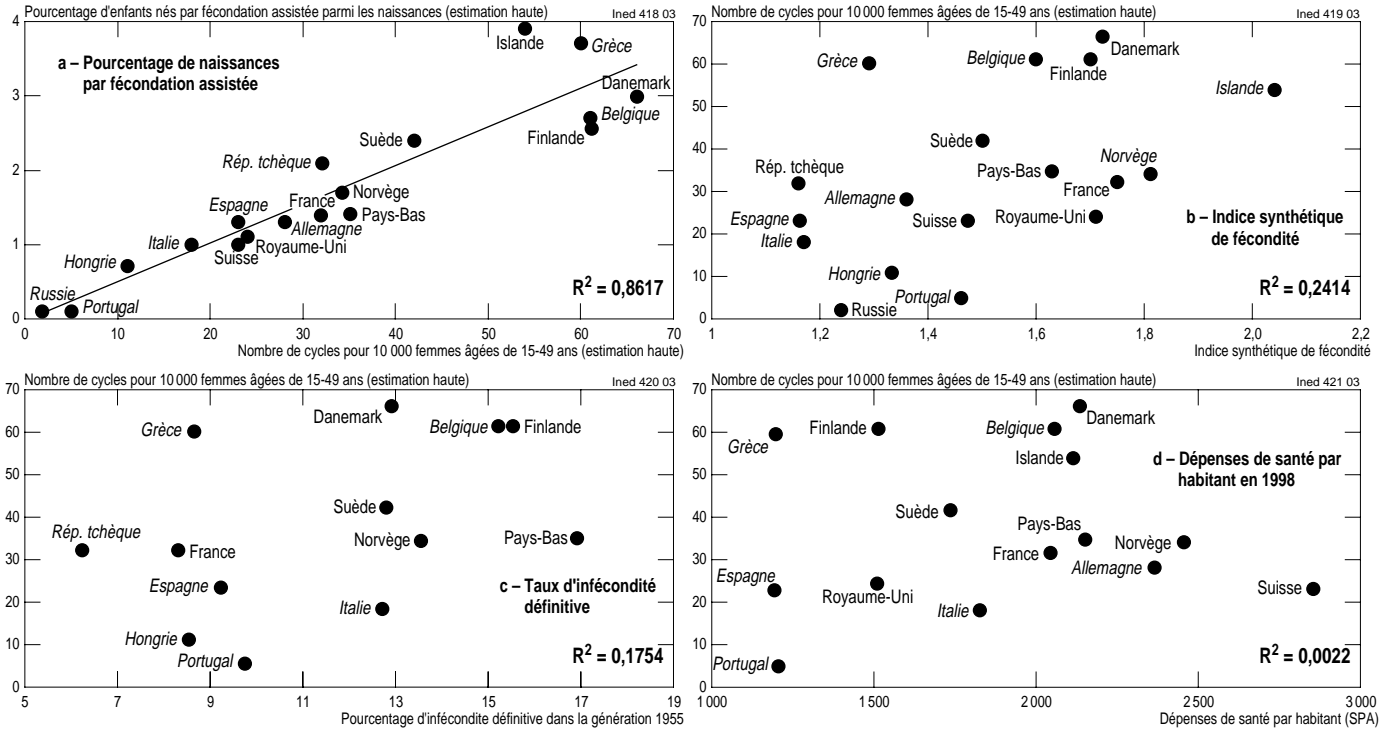 Pourcentage d'enfants nés par fécondation assistée parmi les naissances (estimation haute)
Ined 418 03
4
3
2
1
0
a – Pourcentage de naissances
par fécondation assistée
Islande
Grèce
Danemark
Belgique
Finlande
Suède
Rép. tchèque
Norvège
France
Pays-Bas
Espagne
Allemagne
Italie
Royaume-Uni
Suisse
Hongrie
Russie
Portugal
R2 = 0,8617
0 10 20 30 40 50 60 70
Nombre de cycles pour 10 000 femmes âgées de 15-49 ans (estimation haute)
Nombre de cycles pour 10 000 femmes âgées de 15-49 ans (estimation haute)
Ined 419 03
70
60
50
40
30
20
10
0
Danemark
Grèce
Belgique
Finlande
Islande
Suède
Norvège
Rép. tchèque
Pays-Bas
France
Allemagne
Espagne
Suisse
Royaume-Uni
Italie
b – Indice synthétique
de fécondité
Hongrie
Portugal
Russie
R2 = 0,2414
1 1,2 1,4 1,6 1,8 2,0 2,2
Indice synthétique de fécondité
Nombre de cycles pour 10 000 femmes âgées de 15-49 ans (estimation haute)
Ined 420 03
70
60
50
40
30
20
10
0
Danemark
Grèce
Belgique
Finlande
Suède
Rép. tchèque
France
Norvège
Pays-Bas
Espagne
c – Taux d'infécondité
définitive
Italie
Hongrie
Portugal
R2 = 0,1754
5 7 9 11 13 15 17 19
Pourcentage d'infécondite définitive dans la génération 1955
Nombre de cycles pour 10 000 femmes âgées de 15-49 ans (estimation haute)
Ined 421 03
70
60
50
40
30
20
10
0
Danemark
Finlande
Belgique
Grèce
Islande
d – Dépenses de santé par
habitant en 1998
Suède
Pays-Bas
France
Norvège
Allemagne
Espagne
Royaume-Uni
Italie
Suisse
Portugal
R2 = 0,0022
1 000 1 500 2 000 2 500 3 000
Dépenses de santé par habitant (SPA)